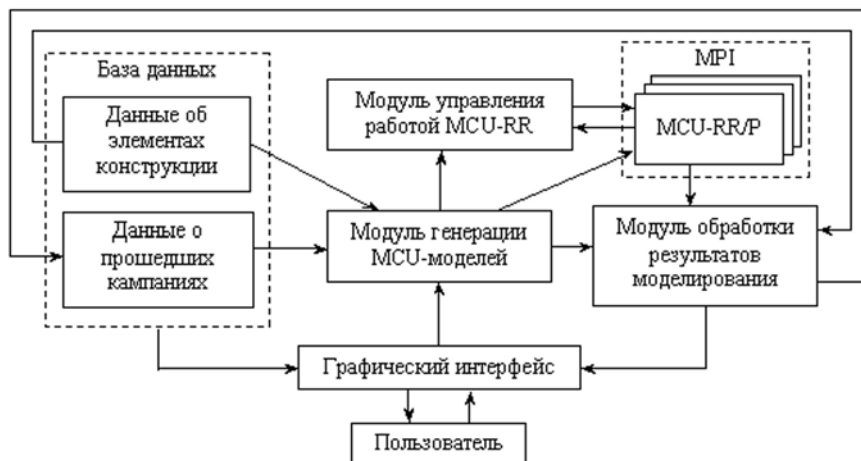 База данных
Данные об
элементах
конструкции
Данные о
прошедших
кампаниях
Модуль управления
работой MCU-RR
MPI
MCU-RR/P
Модуль генерации
MCU-моделей
Модуль обработки
результатов
моделирования
Графический интерфейс
Пользователь